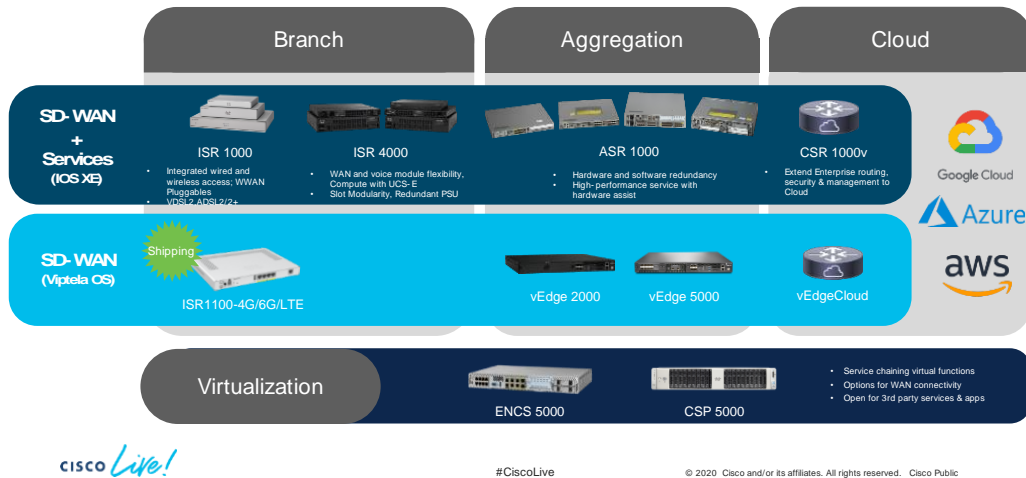 Branch
Aggregation
Cloud
SD-WAN
+
Services
(IOS XE)
ISR 1000
• Integrated wired and
wireless access; WWAN
Pluggables
• VDSL2 ADSL2/2+
ISR 4000
• WAN and voice module flexibility,
Compute with UCS-E
• Slot Modularity, Redundant PSU
ASR 1000
• Hardware and software redundancy
• High-performance service with
hardware assist
CSR 1000v
• Extend Enterprise routing,
security & management to
Cloud
Google Cloud
Azure
aws
SD-WAN
(Viptela OS)
Shipping
ISR1100-4G/6G/LTE
vEdge 2000
vEdge 5000
vEdgeCloud
Virtualization
ENCS 5000
CSP 5000
• Service chaining virtual functions
• Options for WAN connectivity
• Open for 3rd party services & apps
CISCO Live!
#CiscoLive
© 2020 Cisco and/or its affiliates. All rights reserved. Cisco Public